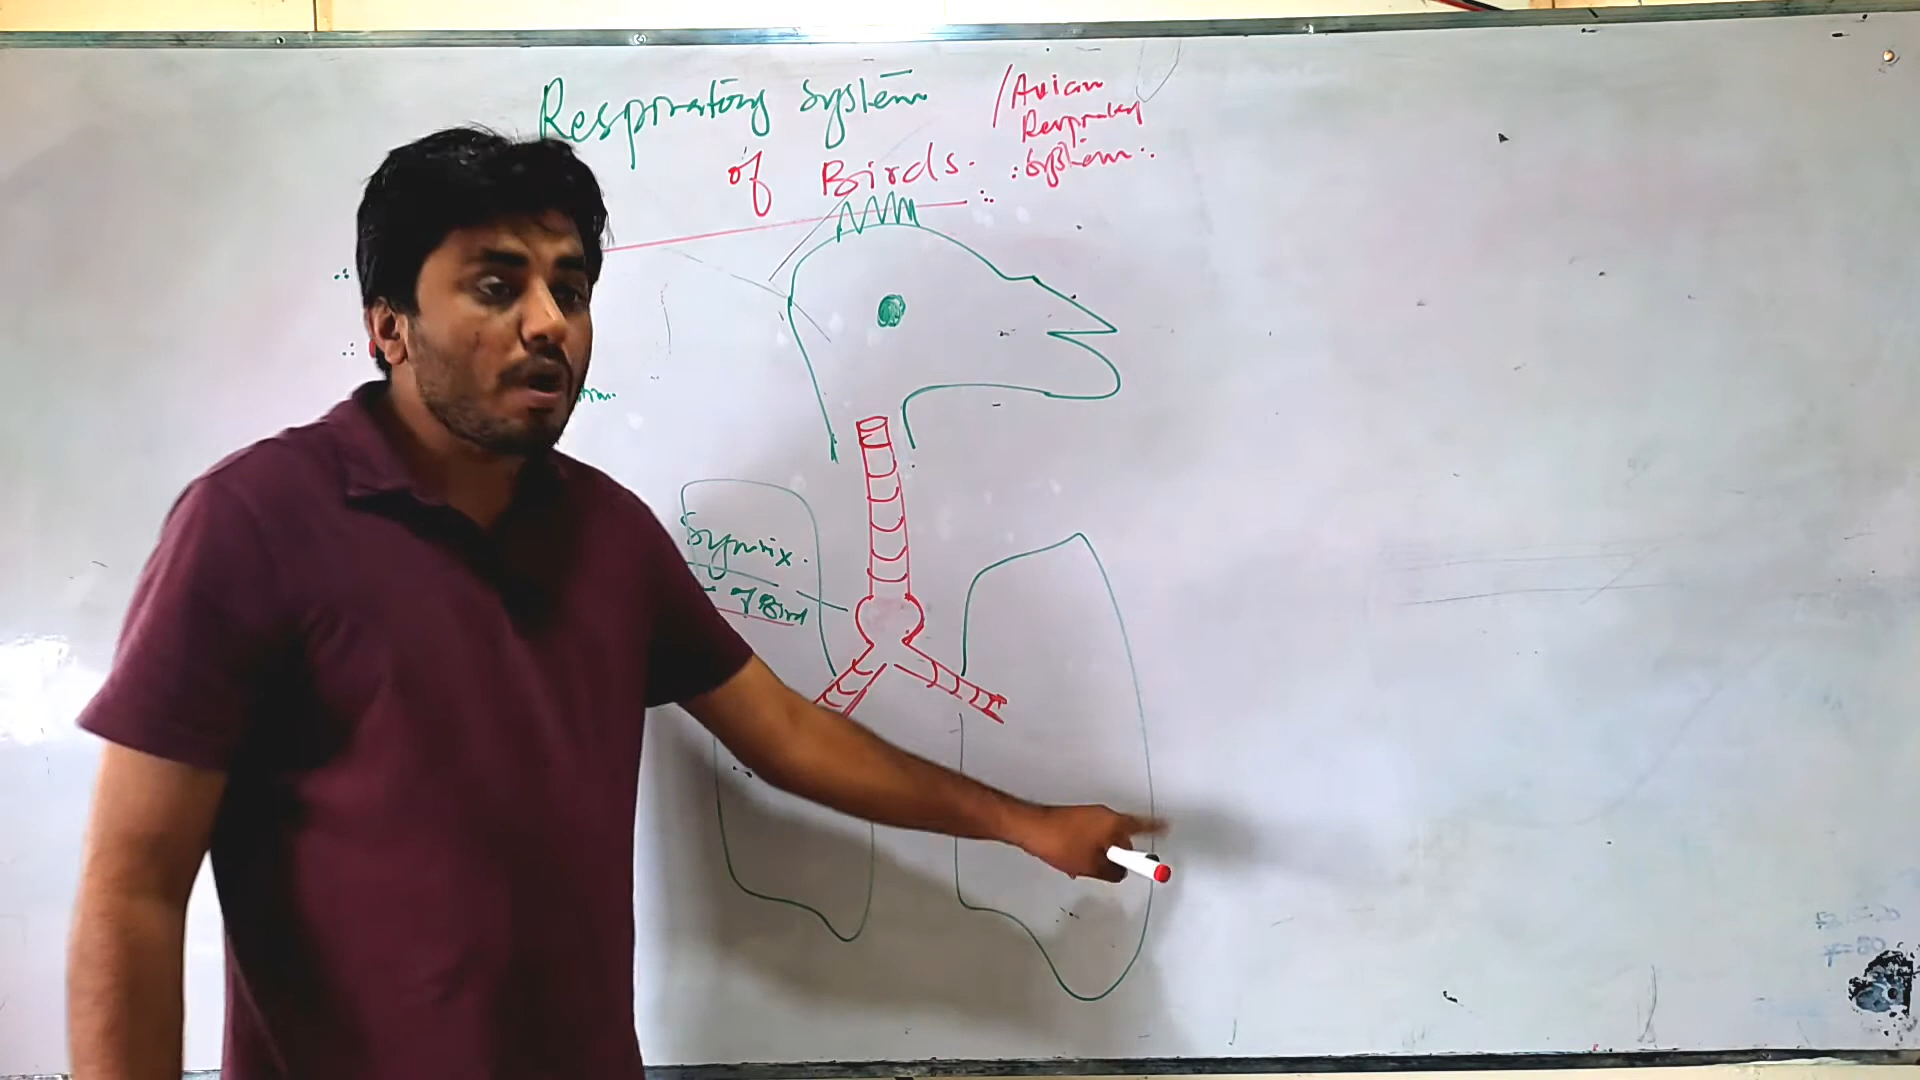 Respiratory System
of Birds.
/Avian
Respiratory
System
Syrinx.
of Bird